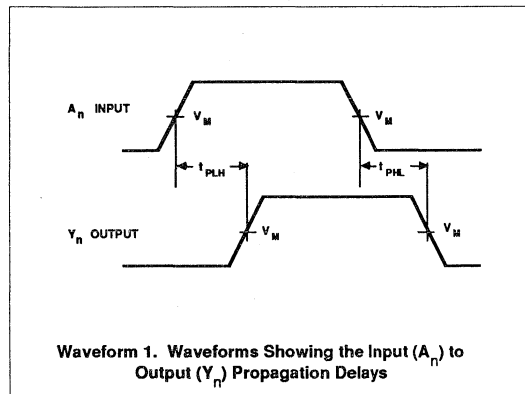 An INPUT
VM
VM
tPLH
tPHL
Yn OUTPUT
VM
VM
Waveform 1. Waveforms Showing the Input (An) to
Output (Yn) Propagation Delays